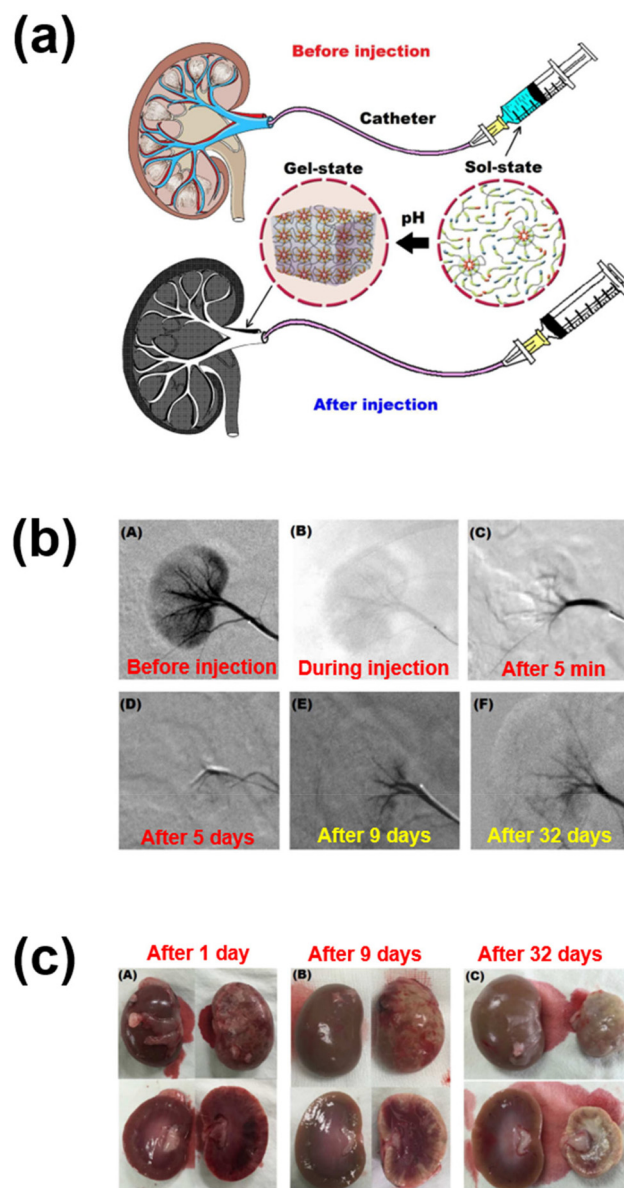 (a)
Before injection
Catheter
Gel-state
Sol-state
pH
After injection
(b)
(A)
(B)
(C)
Before injection
During injection
After 5 min
(D)
(E)
(F)
After 5 days
After 9 days
After 32 days
(c)
After 1 day
After 9 days
After 32 days
(A)
(B)
(C)